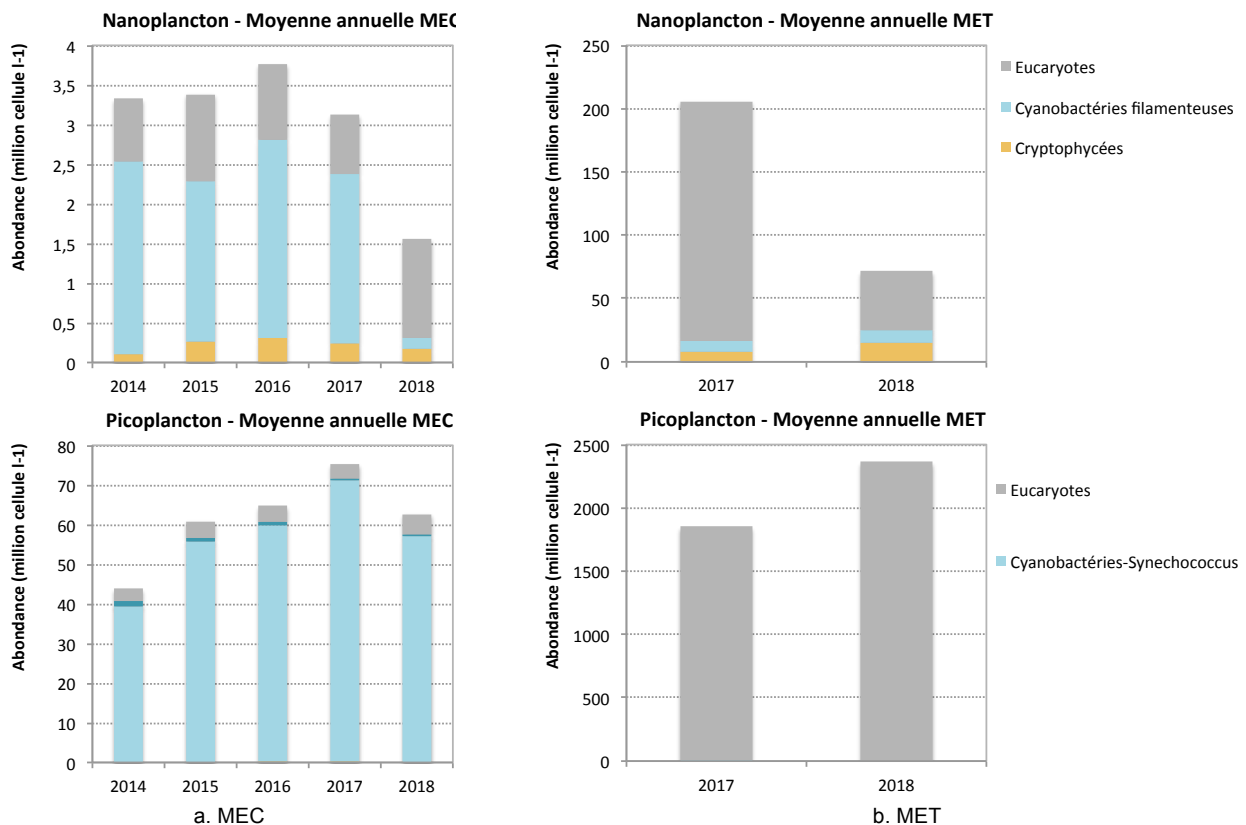 Nanoplancton - Moyenne annuelle MEC
Abondance (million cellule l-1)
4
3,5
3
2,5
2
1,5
1
0,5
0
2014 2015 2016 2017 2018
Nanoplancton - Moyenne annuelle MET
Abondance (million cellule l-1)
250
200
150
100
50
0
2017 2018
Eucaryotes
Cyanobactéries filamenteuses
Cryptophycées
Picoplancton - Moyenne annuelle MEC
Abondance (million cellule l-1)
80
70
60
50
40
30
20
10
0
2014 2015 2016 2017 2018
a. MEC
Picoplancton - Moyenne annuelle MET
Abondance (million cellule l-1)
2500
2000
1500
1000
500
0
2017 2018
Eucaryotes
Cyanobactéries-Synechococcus
b. MET